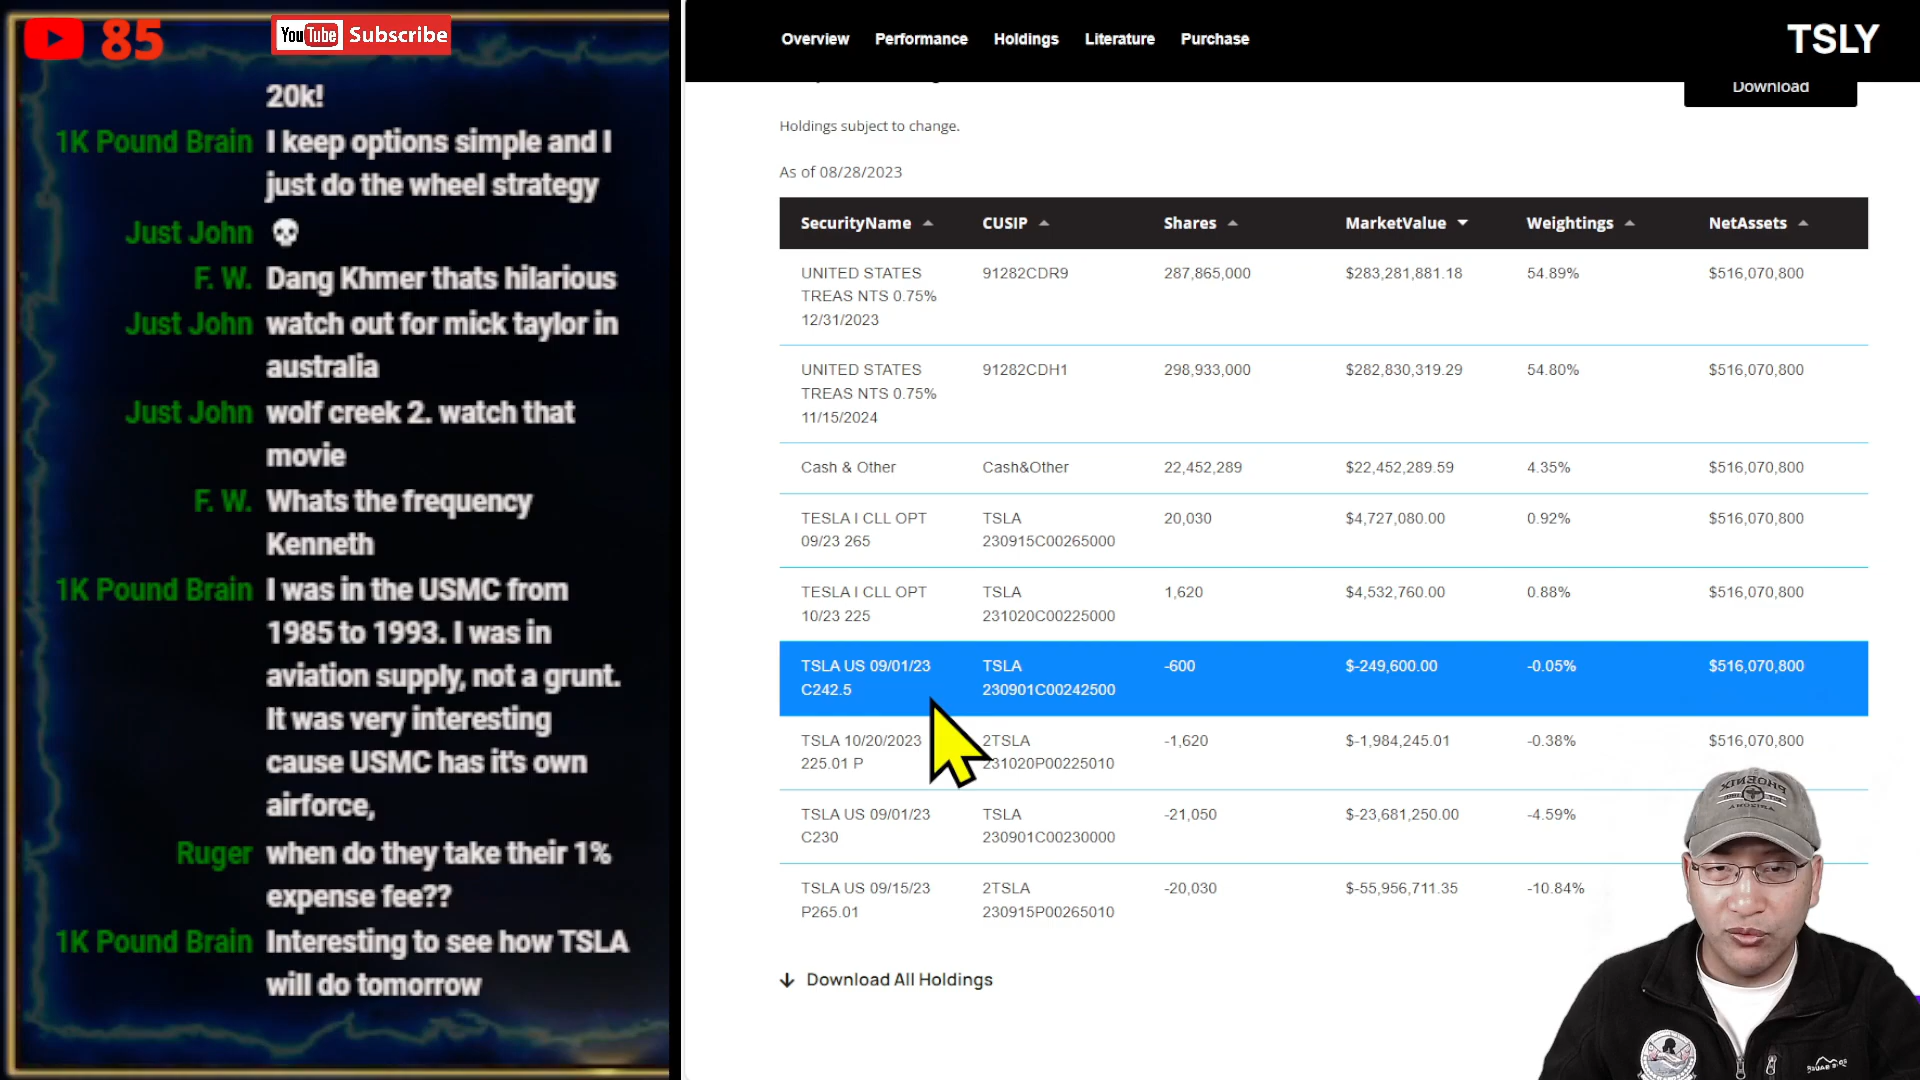 85
YouTube Subscribe
20k!
1K Pound Brain I keep options simple and I
just do the wheel strategy
Just John 💀
F. W. Dang Khmer thats hilarious
Just John watch out for mick taylor in
australia
Just John wolf creek 2. watch that
movie
F. W. Whats the frequency
Kenneth
1K Pound Brain I was in the USMC from
1985 to 1993. I was in
aviation supply, not a grunt.
It was very interesting
cause USMC has it's own
airforce,
Ruger when do they take their 1%
expense fee??
1K Pound Brain Interesting to see how TSLA
will do tomorrow
Overview Performance Holdings Literature Purchase TSLY
Download
Holdings subject to change.
As of 08/28/2023
SecurityName CUSIP Shares MarketValue Weightings NetAssets
UNITED STATES 91282CDR9 287,865,000 $283,281,881.18 54.89% $516,070,800
TREAS NTS 0.75%
12/31/2023
UNITED STATES 91282CDH1 298,933,000 $282,830,319.29 54.80% $516,070,800
TREAS NTS 0.75%
11/15/2024
Cash & Other Cash&Other 22,452,289 $22,452,289.59 4.35% $516,070,800
TESLA I CLL OPT TSLA 20,030 $4,727,080.00 0.92% $516,070,800
09/23 265 230915C00265000
TESLA I CLL OPT TSLA 1,620 $4,532,760.00 0.88% $516,070,800
10/23 225 231020C00225000
TSLA US 09/01/23 TSLA -600 $-249,600.00 -0.05% $516,070,800
C242.5 230901C00242500
TSLA 10/20/2023 2TSLA -1,620 $-1,984,245.01 -0.38% $516,070,800
225.01 P 231020P00225010
TSLA US 09/01/23 TSLA -21,050 $-23,681,250.00 -4.59%
C230 230901C00230000
TSLA US 09/15/23 2TSLA -20,030 $-55,956,711.35 -10.84%
P265.01 230915P00265010
Download All Holdings
PHOENIX
ARIZONA